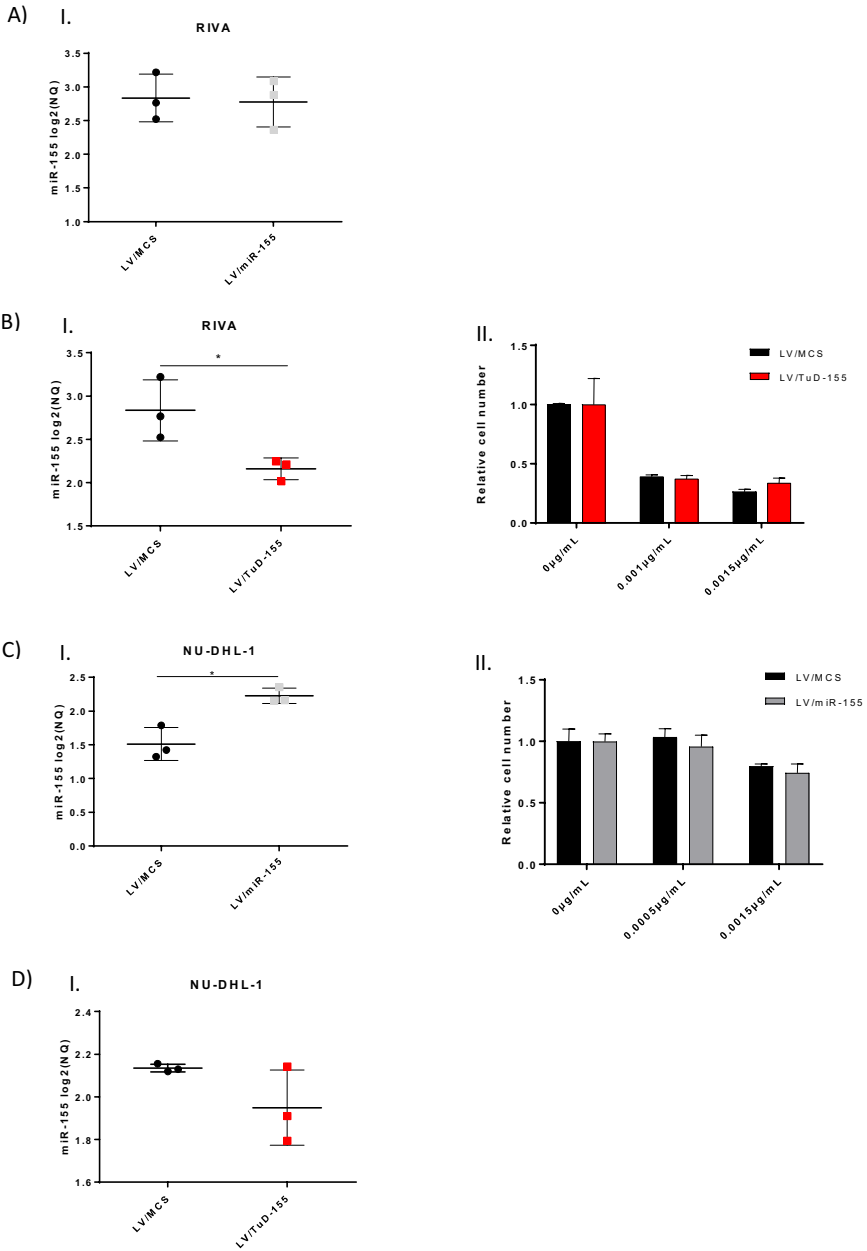 A)
I.
RIVA
miR-155 log2(NQ)
3.5
3.0
2.5
2.0
1.5
1.0
LV/MCS
LV/miR-155
B)
I.
RIVA
miR-155 log2(NQ)
3.5
3.0
2.5
2.0
1.5
*
LV/MCS
LV/TuD-155
II.
Relative cell number
1.5
1.0
0.5
0.0
LV/MCS
LV/TuD-155
0µg/mL
0.001µg/mL
0.0015µg/mL
C)
I.
NU-DHL-1
miR-155 log2(NQ)
2.5
2.0
1.5
1.0
0.5
0.0
*
LV/MCS
LV/miR-155
II.
Relative cell number
1.5
1.0
0.5
0.0
LV/MCS
LV/miR-155
0µg/mL
0.0005µg/mL
0.0015µg/mL
D)
I.
NU-DHL-1
miR-155 log2(NQ)
2.4
2.2
2.0
1.8
1.6
LV/MCS
LV/TuD-155